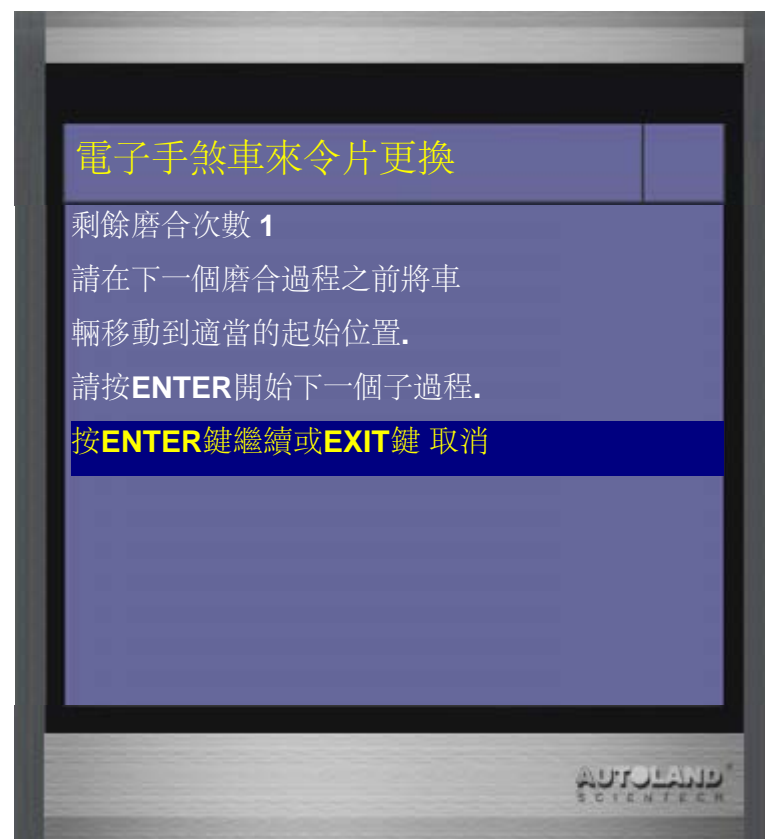 電子手煞車來令片更換
剩餘磨合次數 1
請在下一個磨合過程之前將車
輛移動到適當的起始位置.
請按ENTER開始下一個子過程.
按ENTER鍵繼續或EXIT鍵 取消
AUTOLAND
SCIENTECH